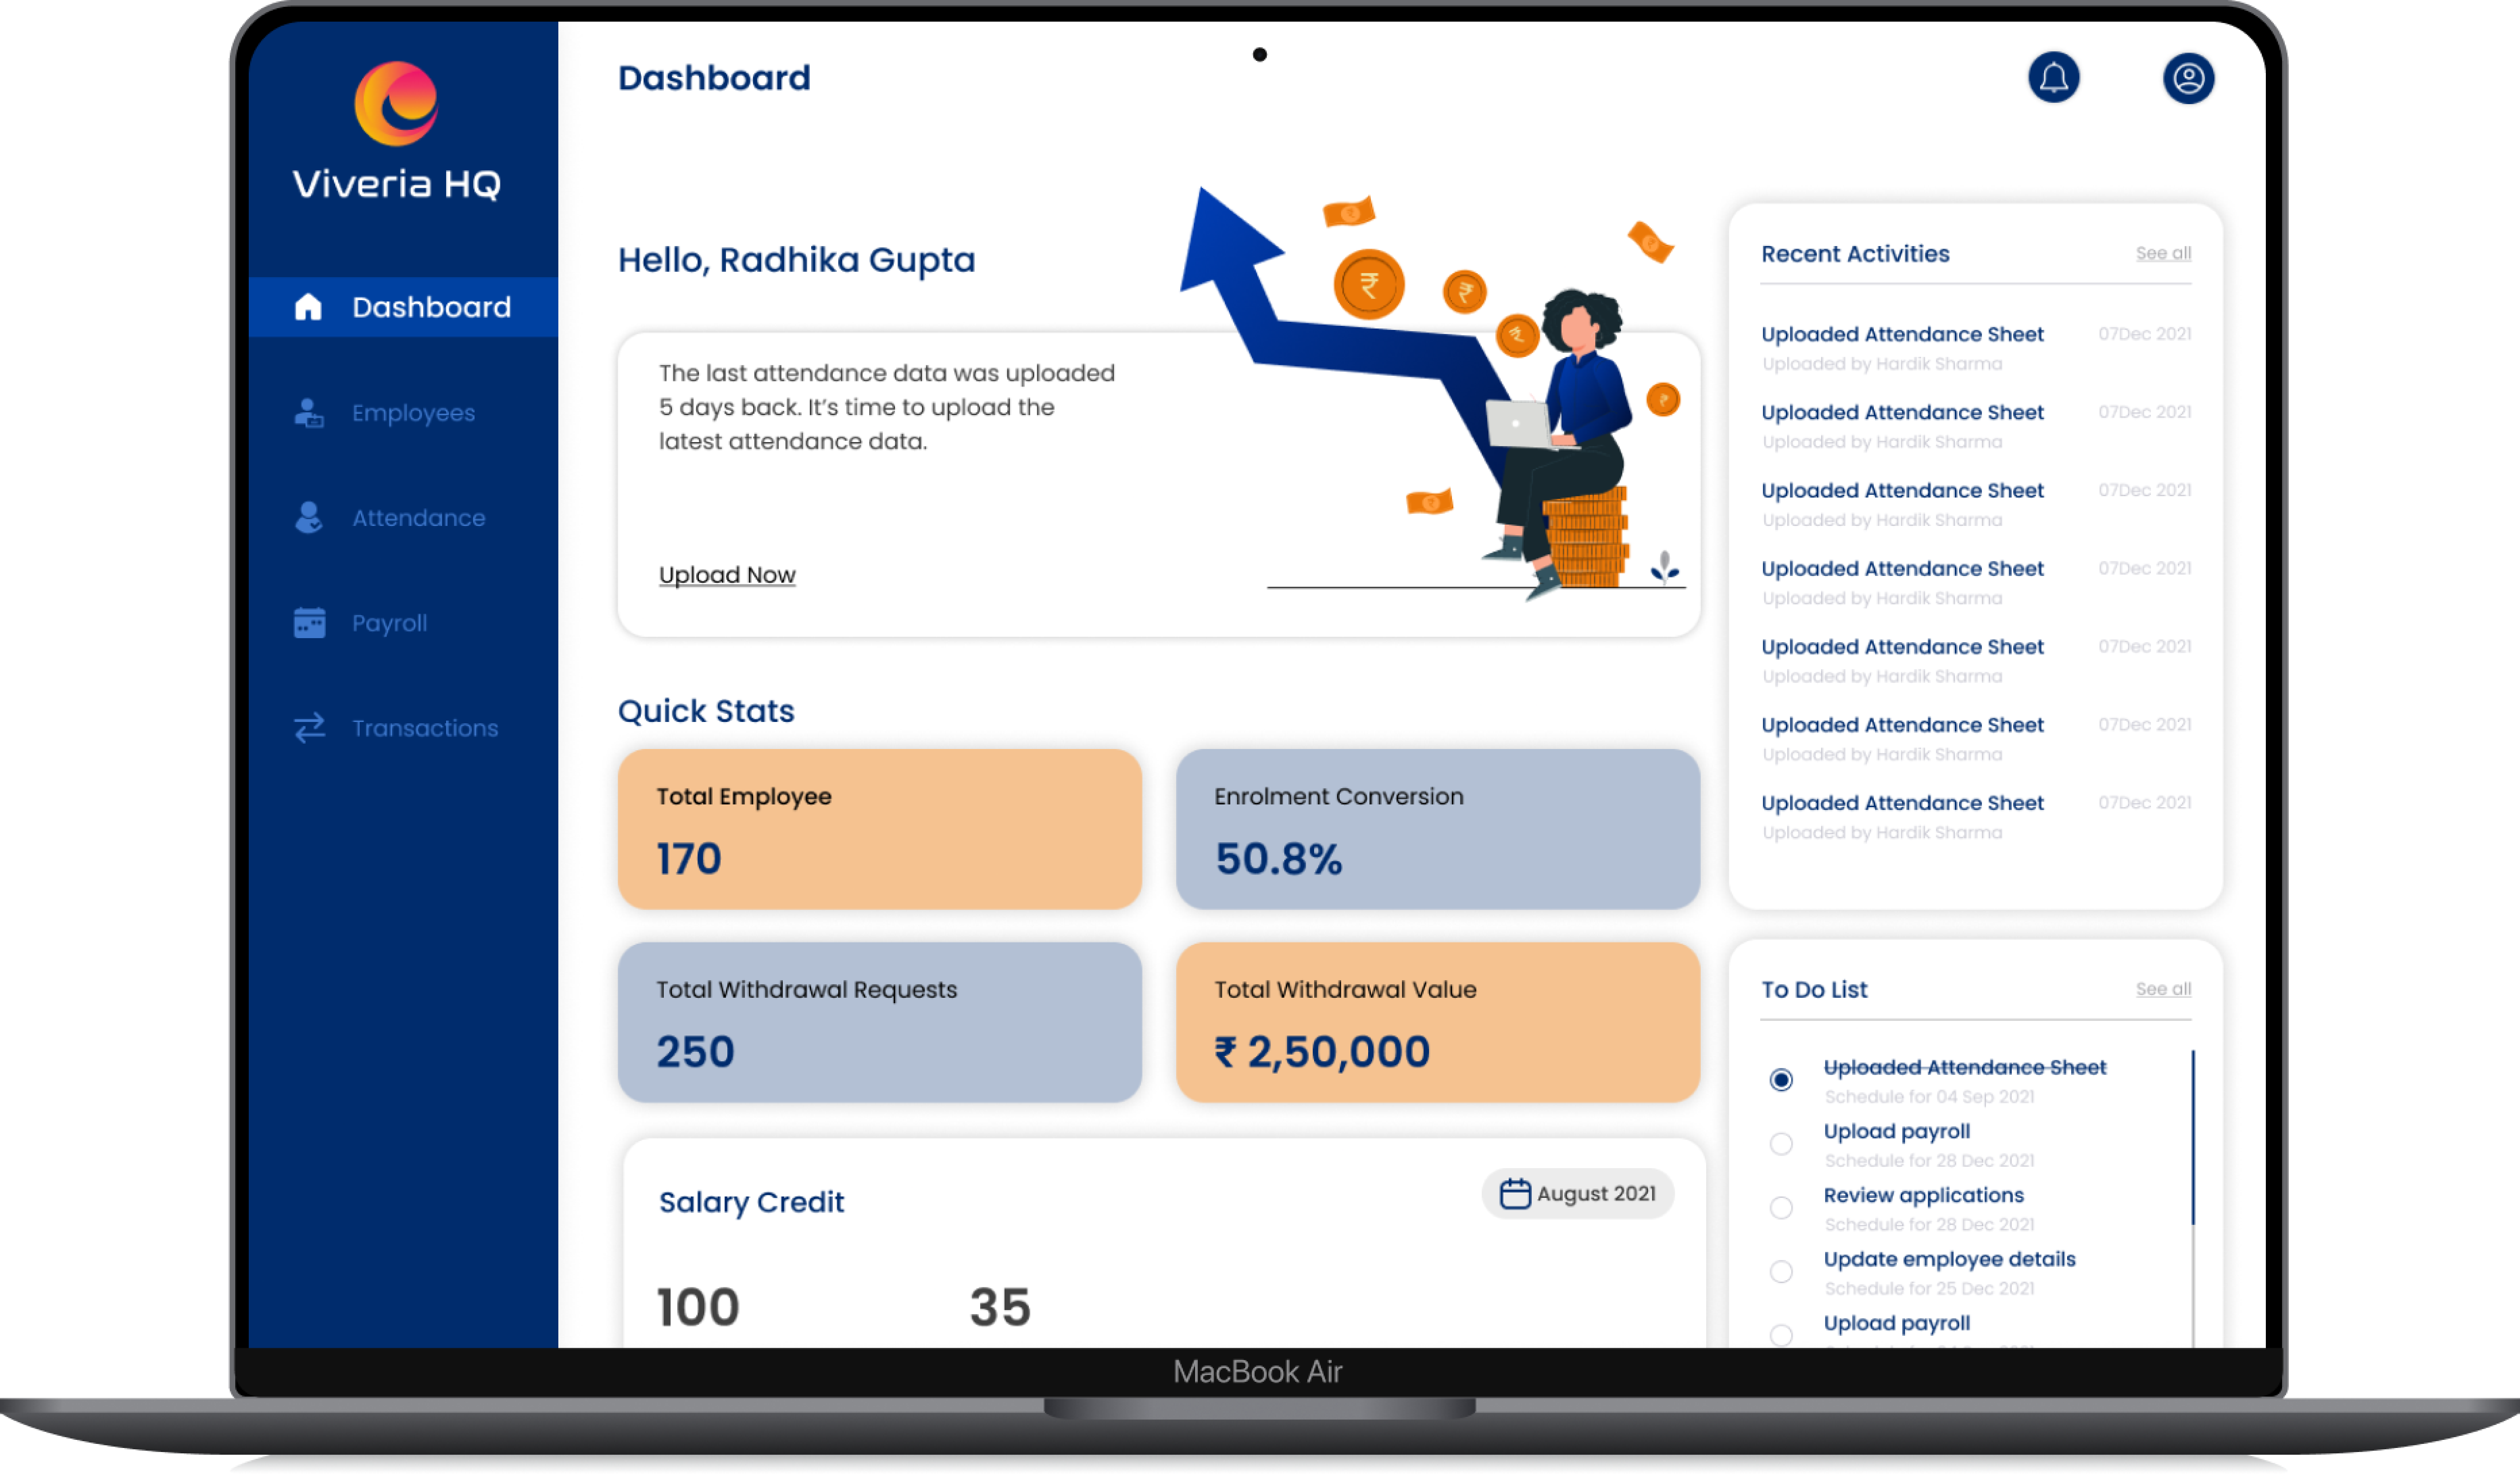 Viveria HQ
Dashboard
Employees
Attendance
Payroll
Transactions
Dashboard
Hello, Radhika Gupta
The last attendance data was uploaded
5 days back. It’s time to upload the
latest attendance data.
Upload Now
₹
₹
₹
₹
₹
₹
₹
Quick Stats
Total Employee
170
Enrolment Conversion
50.8%
Total Withdrawal Requests
250
Total Withdrawal Value
₹ 2,50,000
Salary Credit
August 2021
100
35
Recent Activities
See all
Uploaded Attendance Sheet
07Dec 2021
Uploaded by Hardik Sharma
Uploaded Attendance Sheet
07Dec 2021
Uploaded by Hardik Sharma
Uploaded Attendance Sheet
07Dec 2021
Uploaded by Hardik Sharma
Uploaded Attendance Sheet
07Dec 2021
Uploaded by Hardik Sharma
Uploaded Attendance Sheet
07Dec 2021
Uploaded by Hardik Sharma
Uploaded Attendance Sheet
07Dec 2021
Uploaded by Hardik Sharma
Uploaded Attendance Sheet
07Dec 2021
Uploaded by Hardik Sharma
To Do List
See all
Uploaded Attendance Sheet
Schedule for 04 Sep 2021
Upload payroll
Schedule for 28 Dec 2021
Review applications
Schedule for 28 Dec 2021
Update employee details
Schedule for 25 Dec 2021
Upload payroll
MacBook Air